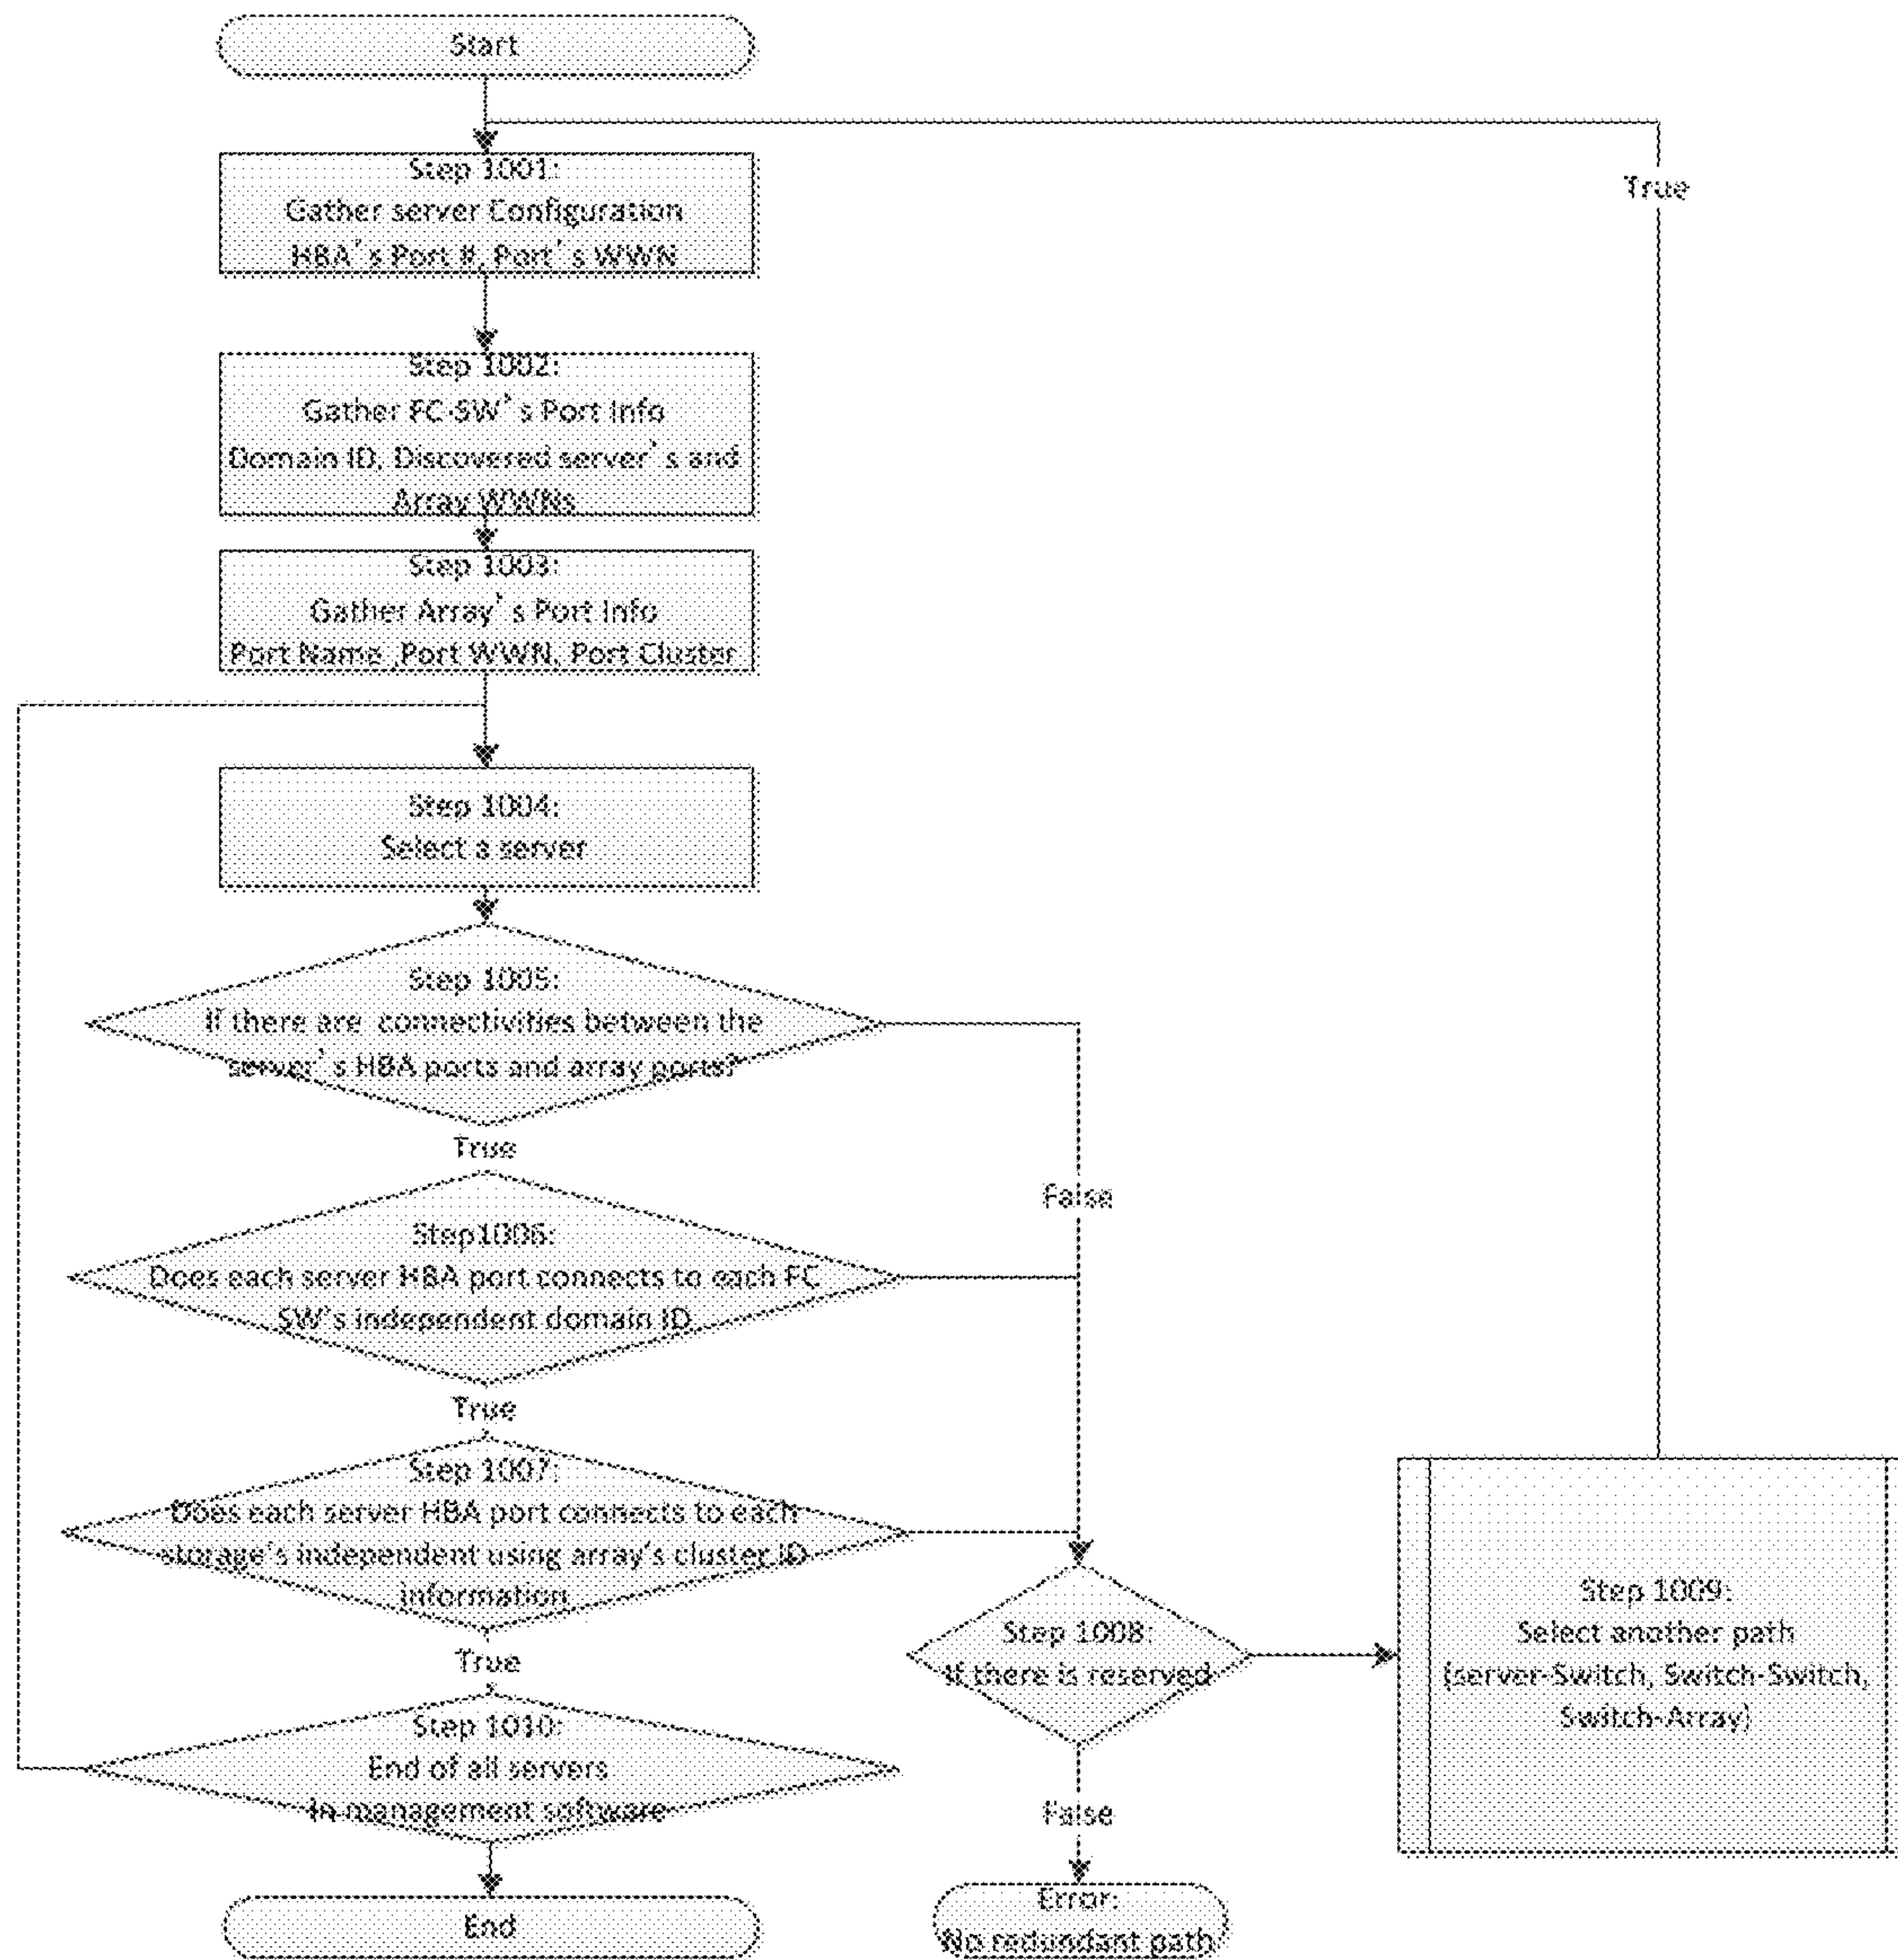 Start
Step 1001:
Gather server Configuration
HBA's Port #, Port's WWN
True
Step 1002:
Gather FC-SW's Port Info
Domain ID, Discovered server's and
Array WWNs
Step 1003:
Gather Array's Port Info
Port Name ,Port WWN, Port Cluster
Step 1004:
Select a server
Step 1005:
If there are connectivities between the
server's HBA ports and array ports?
True
False
Step1006:
Does each server HBA port connects to each FC
SW's independent domain ID
True
Step 1007:
Does each server HBA port connects to each
storage's independent using array's cluster ID
information
True
Step 1008:
If there is reserved
Step 1009:
Select another path
(server-Switch, Switch-Switch,
Switch-Array)
Step 1010:
End of all servers
In management software
False
End
Error:
No redundant path